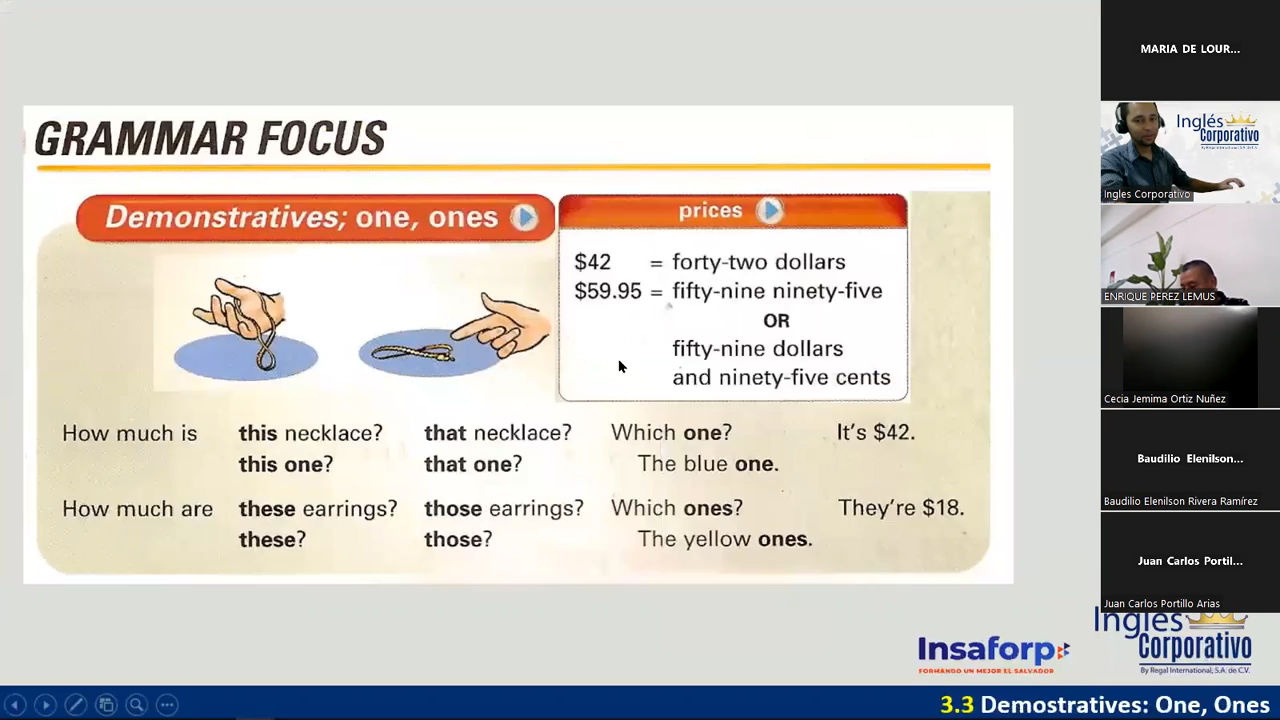 GRAMMAR FOCUS
Demonstratives; one, ones
prices
$42 = forty-two dollars
$59.95 = fifty-nine ninety-five
OR
fifty-nine dollars
and ninety-five cents
How much is this necklace? that necklace? Which one? It's $42.
this one? that one? The blue one.
How much are these earrings? those earrings? Which ones? They're $18.
these? those? The yellow ones.
MARIA DE LOUR...
Inglés
Corporativo
By Regal International, S.A. de C.V.
Ingles Corporativo
ENRIQUE PEREZ LEMUS
Cecia Jemima Ortiz Nuñez
Baudilio Elenilson...
Baudilio Elenilson Rivera Ramírez
Juan Carlos Portil...
Juan Carlos Portillo Arias
Insaforp
FORMANDO UN MEJOR EL SALVADOR
Inglés
Corporativo
By Regal International, S.A. de C.V.
3.3 Demostratives: One, Ones